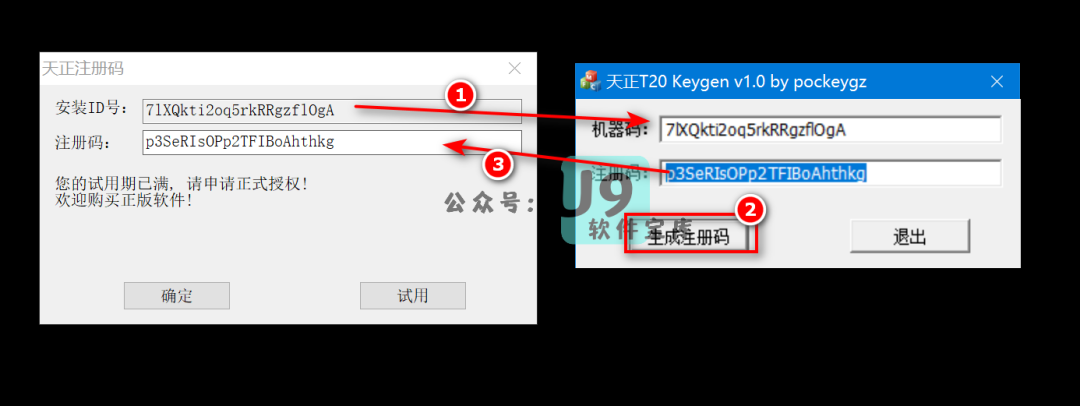 天正注册码
安装ID号: 7lXQkti2oq5rkRRgzflOgA
注册码: p3SeRIsOPp2TFIBoAhthkg
您的试用期已满, 请申请正式授权!
欢迎购买正版软件!
确定
试用
1
3
2
天正T20 Keygen v1.0 by pockeygz
机器码: 7lXQkti2oq5rkRRgzflOgA
注册码: p3SeRIsOPp2TFIBoAhthkg
生成注册码
退出
公众号:
J9
软件宝库